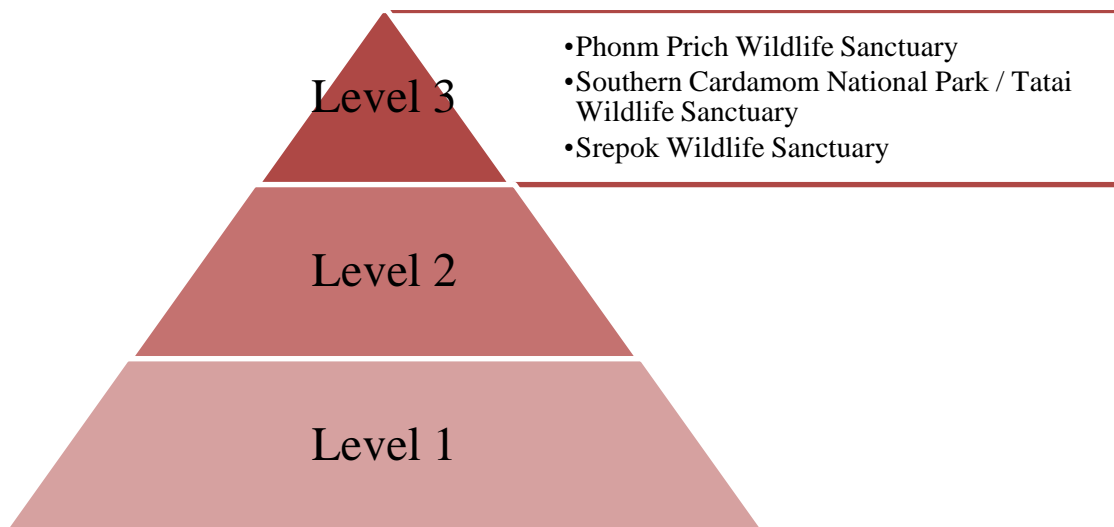 Level 3
•Phonm Prich Wildlife Sanctuary
•Southern Cardamom National Park / Tatai
Wildlife Sanctuary
•Srepok Wildlife Sanctuary
Level 2
Level 1